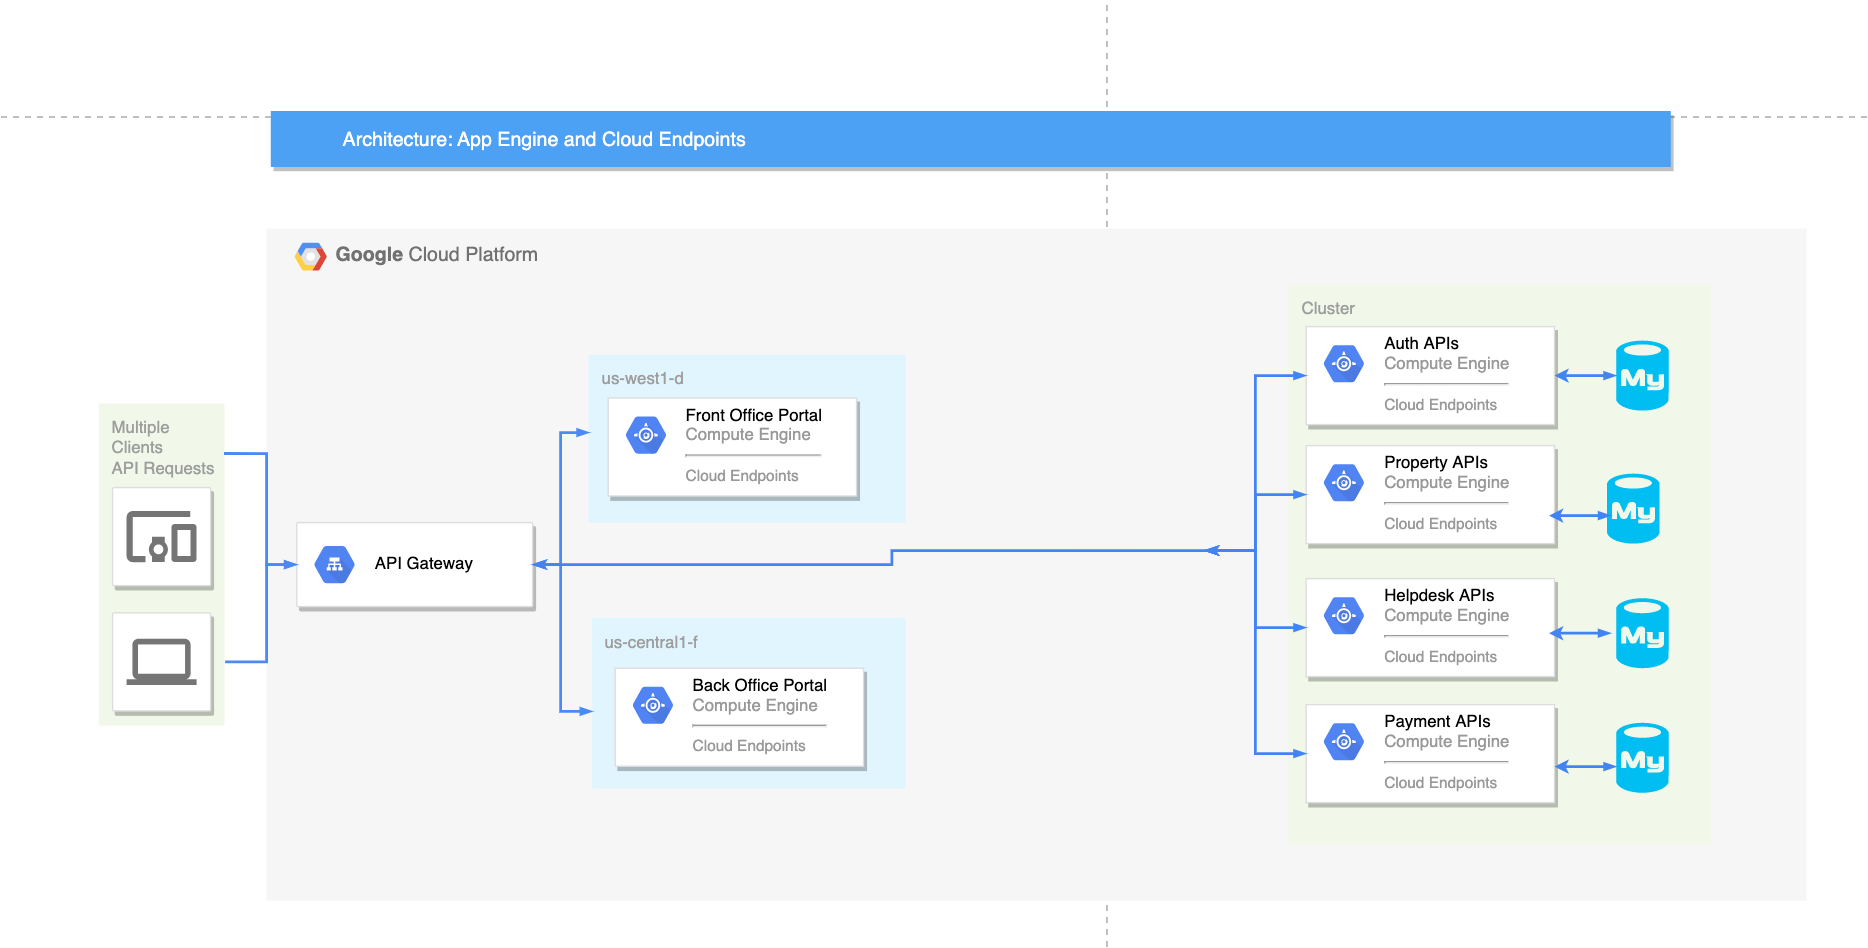 Architecture: App Engine and Cloud Endpoints
Google Cloud Platform
Multiple
Clients
API Requests
API Gateway
us-west1-d
Front Office Portal
Compute Engine
Cloud Endpoints
us-central1-f
Back Office Portal
Compute Engine
Cloud Endpoints
Cluster
Auth APIs
Compute Engine
Cloud Endpoints
My
Property APIs
Compute Engine
Cloud Endpoints
My
Helpdesk APIs
Compute Engine
Cloud Endpoints
My
Payment APIs
Compute Engine
Cloud Endpoints
My